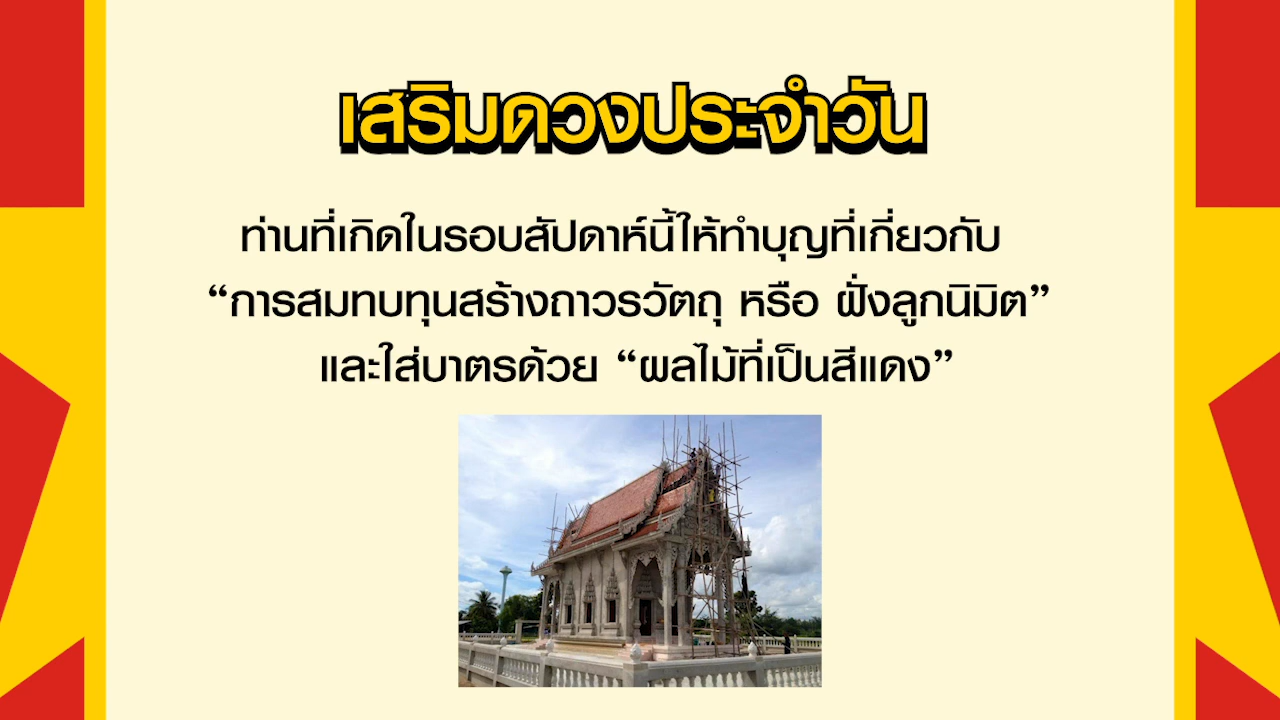 เสริมดวงประจำวัน
ท่านที่เกิดในรอบสัปดาห์นี้ให้ทำบุญที่เกี่ยวกับ
“การสมทบทุนสร้างถาวรวัตถุ หรือ ฝั่งลูกนิมิต”
และใส่บาตรด้วย “ผลไม้ที่เป็นสีแดง”